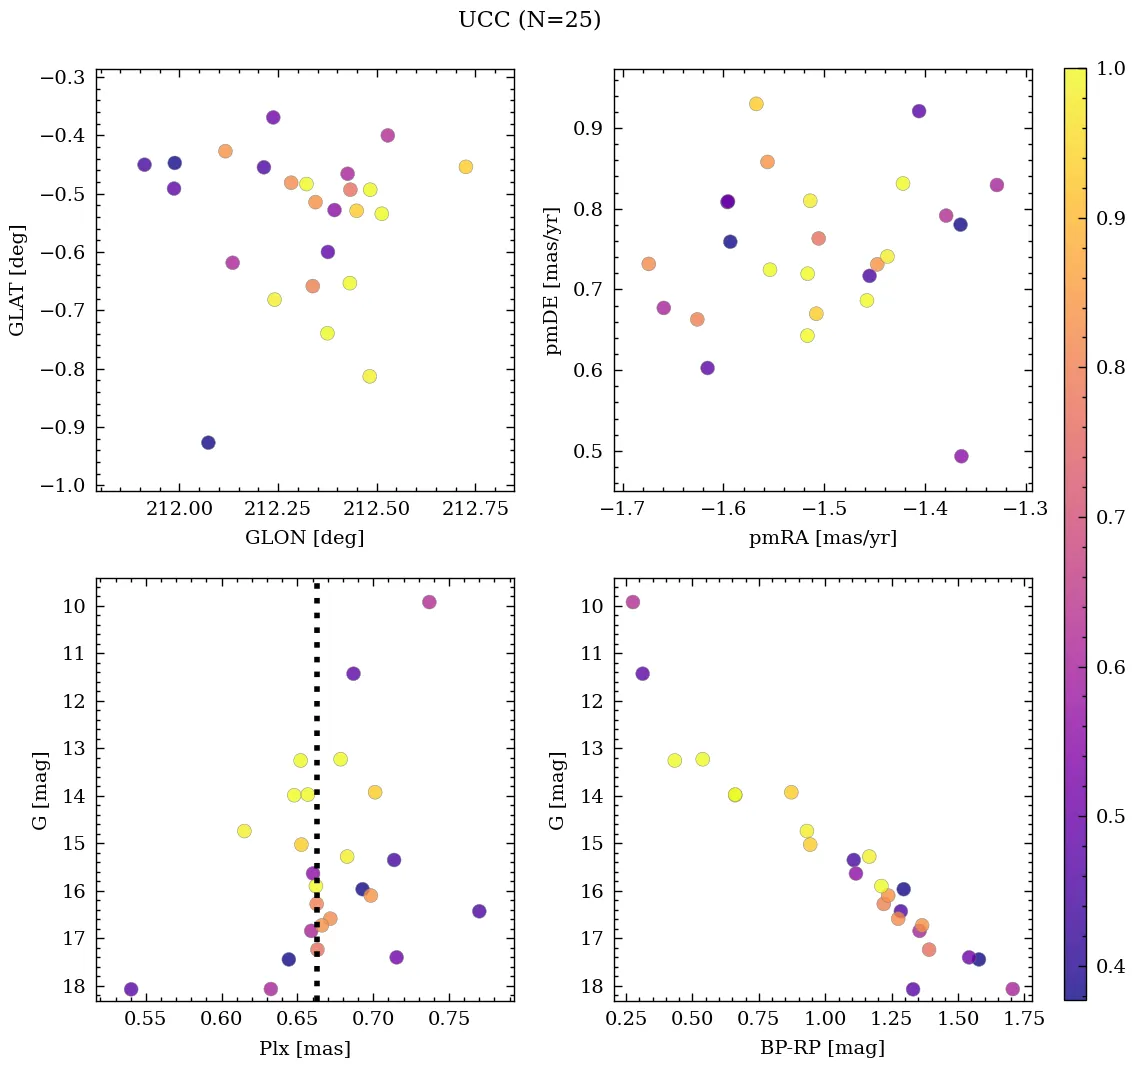 UCC (N=25)
−0.3
−0.4
−0.5
−0.6
−0.7
−0.8
−0.9
−1.0
GLAT [deg]
212.00 212.25 212.50 212.75
GLON [deg]
0.9
0.8
0.7
0.6
0.5
pmDE [mas/yr]
−1.7 −1.6 −1.5 −1.4 −1.3
pmRA [mas/yr]
10
11
12
13
14
15
16
17
18
G [mag]
0.55 0.60 0.65 0.70 0.75
Plx [mas]
10
11
12
13
14
15
16
17
18
G [mag]
0.25 0.50 0.75 1.00 1.25 1.50 1.75
BP-RP [mag]
1.0
0.9
0.8
0.7
0.6
0.5
0.4